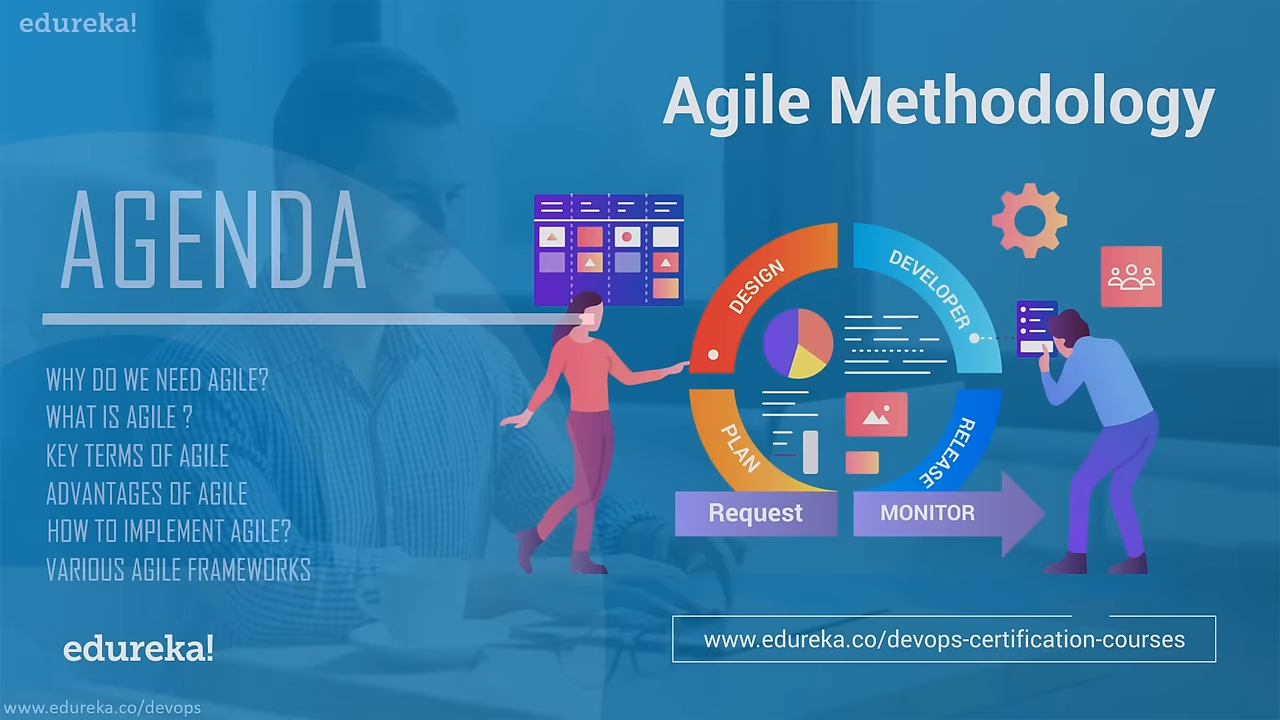 edureka!
Agile Methodology
AGENDA
DESIGN
DEVELOPER
PLAN
RELEASE
Request
MONITOR
WHY DO WE NEED AGILE?
WHAT IS AGILE ?
KEY TERMS OF AGILE
ADVANTAGES OF AGILE
HOW TO IMPLEMENT AGILE?
VARIOUS AGILE FRAMEWORKS
edureka!
www.edureka.co/devops-certification-courses
www.edureka.co/devops